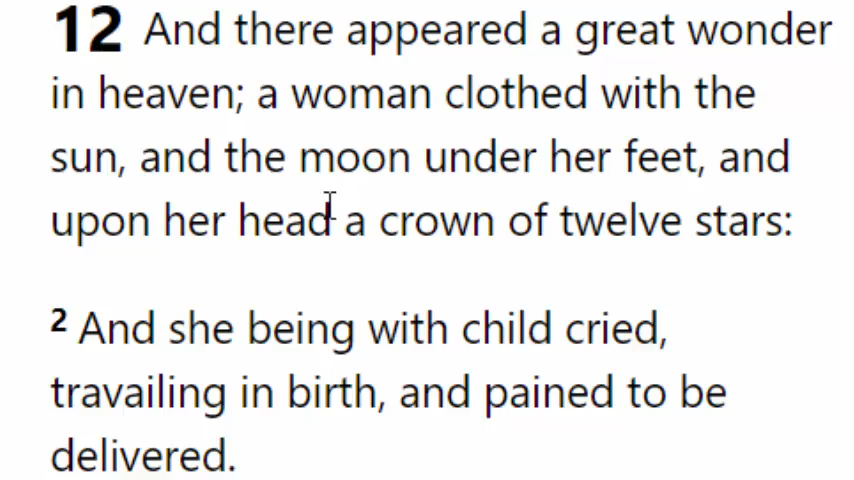 12 And there appeared a great wonder
in heaven; a woman clothed with the
sun, and the moon under her feet, and
upon her head a crown of twelve stars:
2 And she being with child cried,
travailing in birth, and pained to be
delivered.